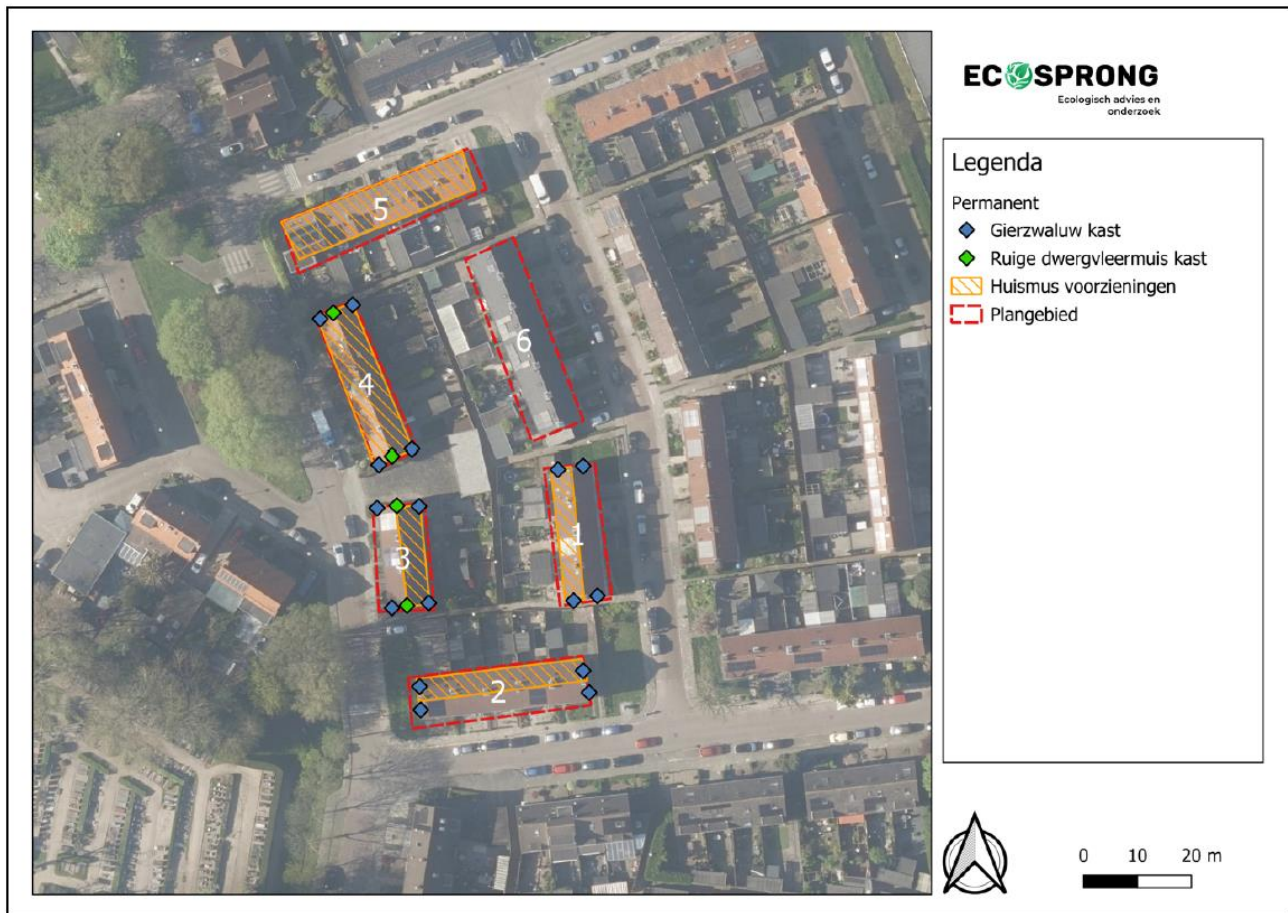 ECOSPRONG
Ecologisch advies en
onderzoek
Legenda
Permanent
Gierzwaluw kast
Ruige dwergvleermuis kast
Huismus voorzieningen
Plangebied
5
6
4
1
3
2
0 10 20 m